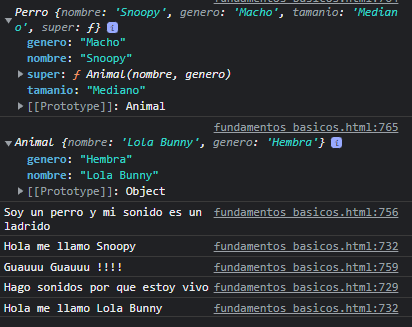 Perro {nombre: 'Snoopy', genero: 'Macho', tamanio: 'Median
o', super: ƒ} i
genero: "Macho"
nombre: "Snoopy"
super: ƒ Animal(nombre, genero)
tamanio: "Mediano"
[[Prototype]]: Animal
fundamentos_basicos.html:765
Animal {nombre: 'Lola Bunny', genero: 'Hembra'} i
genero: "Hembra"
nombre: "Lola Bunny"
[[Prototype]]: Object
Soy un perro y mi sonido es un fundamentos_basicos.html:756
ladrido
Hola me llamo Snoopy fundamentos_basicos.html:732
Guauuu Guauuu !!!! fundamentos_basicos.html:759
Hago sonidos por que estoy vivo fundamentos_basicos.html:729
Hola me llamo Lola Bunny fundamentos_basicos.html:732